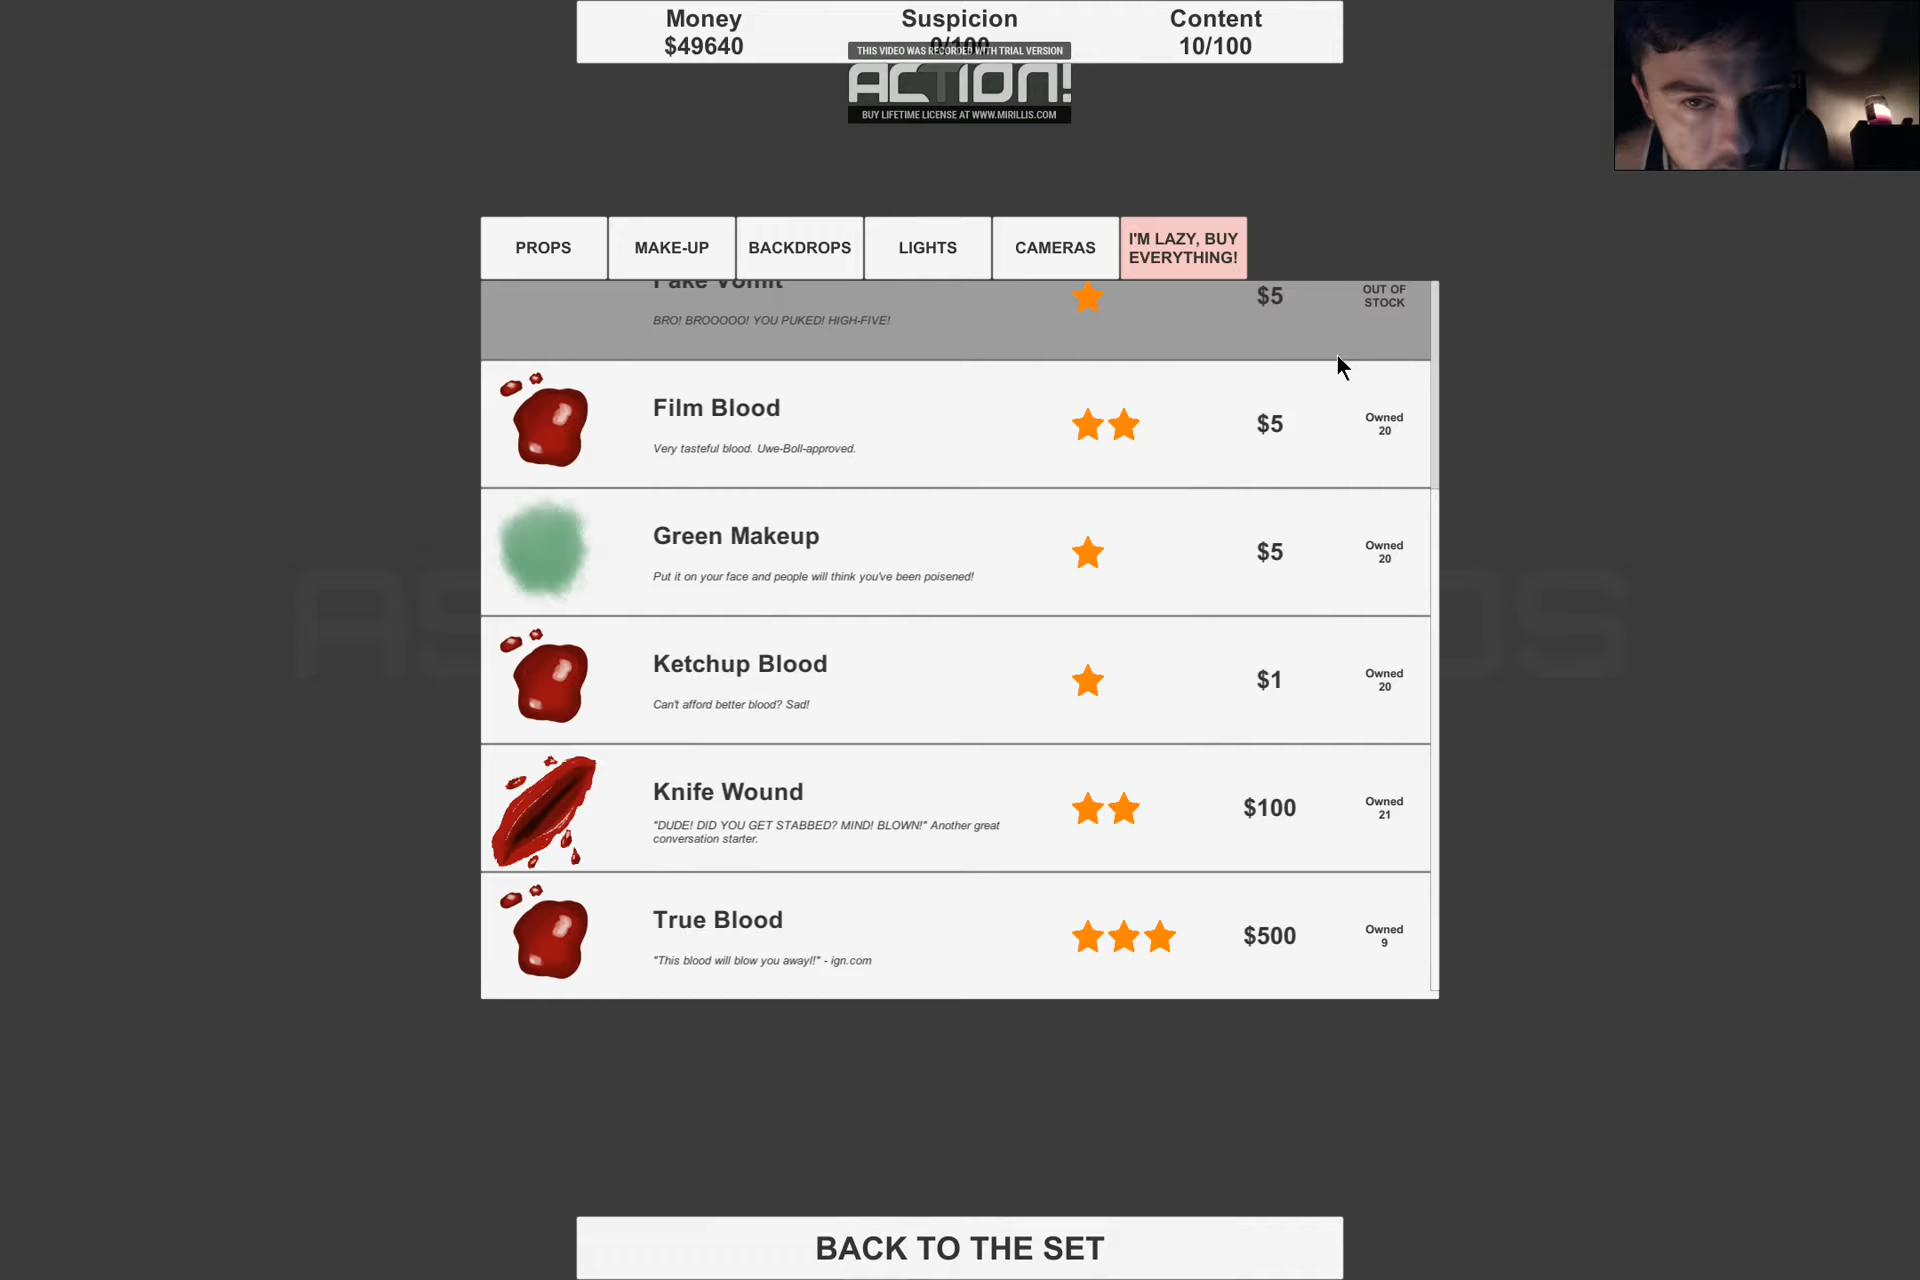 Money
$49640
Suspicion
0/100
Content
10/100
THIS VIDEO WAS RECORDED WITH TRIAL VERSION
ACTION!
BUY LIFETIME LICENSE AT WWW.MIRILLIS.COM
PROPS
MAKE-UP
BACKDROPS
LIGHTS
CAMERAS
I'M LAZY, BUY
EVERYTHING!
Fake Vomit
BRO! BROOOOO! YOU PUKED! HIGH-FIVE!
$5
OUT OF
STOCK
Film Blood
Very tasteful blood. Uwe-Boll-approved.
$5
Owned
20
Green Makeup
Put it on your face and people will think you've been poisened!
$5
Owned
20
Ketchup Blood
Can't afford better blood? Sad!
$1
Owned
20
Knife Wound
"DUDE! DID YOU GET STABBED? MIND! BLOWN!" Another great
conversation starter.
$100
Owned
21
True Blood
"This blood will blow you away!!" - ign.com
$500
Owned
9
BACK TO THE SET